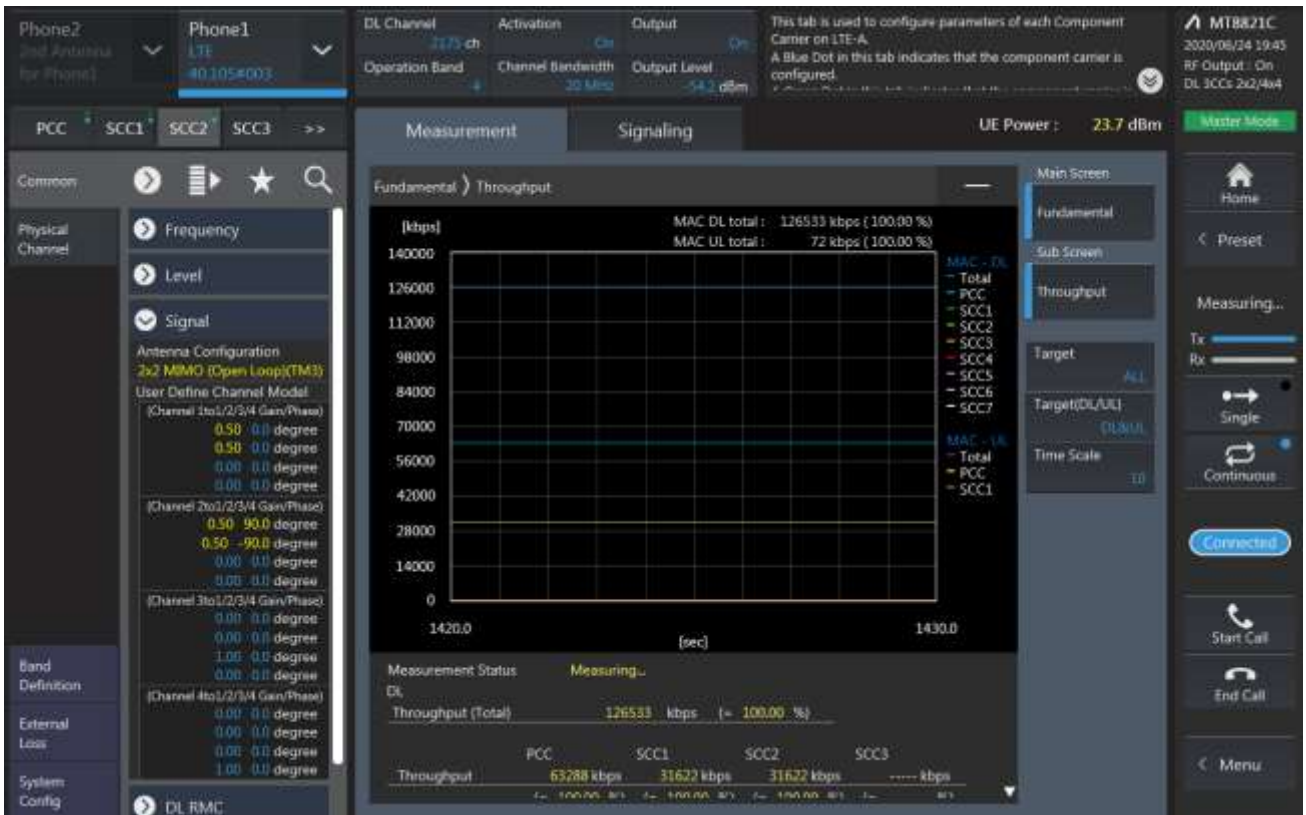 Phone2
2nd Antenna
for Phone1
Phone1
LTE
40.105#003
DL Channel
2175 ch
Activation
On
Output
On
Operation Band
4
Channel Bandwidth
20 MHz
Output Level
-54.2 dBm
This tab is used to configure parameters of each Component
Carrier on LTE-A.
A Blue Dot in this tab indicates that the component carrier is
configured.
MT8821C
2020/06/24 19:45
RF Output : On
DL 3CCs 2x2/4x4
Master Mode
PCC SCC1 SCC2 SCC3 >>
Measurement
Signaling
UE Power : 23.7 dBm
Common
Physical
Channel
Frequency
Level
Signal
Antenna Configuration
2x2 MIMO (Open Loop)(TM3)
User Define Channel Model
(Channel 1to1/2/3/4 Gain/Phase)
0.50 0.0 degree
0.50 0.0 degree
0.00 0.0 degree
0.00 0.0 degree
(Channel 2to1/2/3/4 Gain/Phase)
0.50 90.0 degree
0.50 -90.0 degree
0.00 0.0 degree
0.00 0.0 degree
(Channel 3to1/2/3/4 Gain/Phase)
0.00 0.0 degree
0.00 0.0 degree
1.00 0.0 degree
0.00 0.0 degree
(Channel 4to1/2/3/4 Gain/Phase)
0.00 0.0 degree
0.00 0.0 degree
0.00 0.0 degree
1.00 0.0 degree
DL RMC
Band
Definition
External
Loss
System
Config
Fundamental ⟩ Throughput
[kbps]
MAC DL total : 126533 kbps ( 100.00 %)
MAC UL total : 72 kbps ( 100.00 %)
140000
126000
112000
98000
84000
70000
56000
42000
28000
14000
0
1420.0
[sec]
1430.0
MAC - DL
Total
PCC
SCC1
SCC2
SCC3
SCC4
SCC5
SCC6
SCC7
MAC - UL
Total
PCC
SCC1
Measurement Status Measuring...
DL
Throughput (Total) 126533 kbps (= 100.00 %)
PCC SCC1 SCC2 SCC3
Throughput 63288 kbps 31622 kbps 31622 kbps ----- kbps
Main Screen
Fundamental
Sub Screen
Throughput
Target
ALL
Target(DL/UL)
DL&UL
Time Scale
10
Home
< Preset
Measuring...
Tx
Rx
Single
Continuous
Connected
Start Call
End Call
< Menu